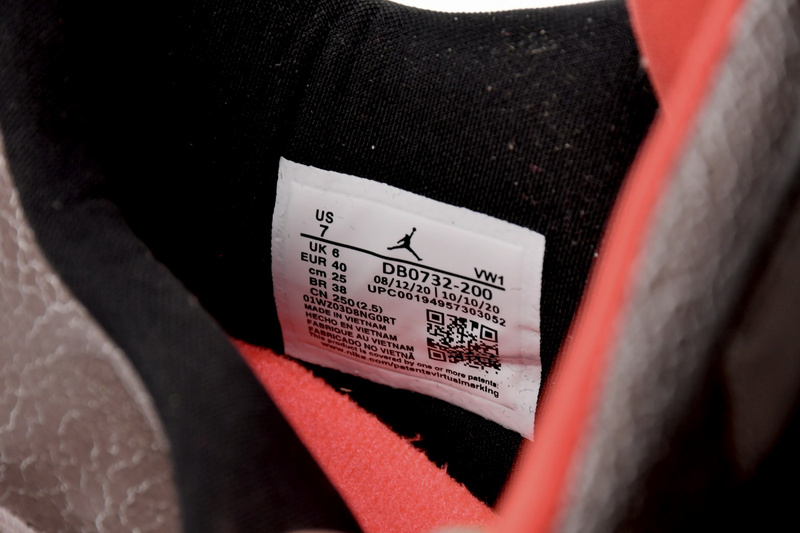 US
7
VW1
UK 6
DB0732-200
EUR 40
08/12/20 | 10/10/20
cm 25
UPC00194957303052
BR 38
CN 250(2.5)
01WZ03D8NG0RT
MADE IN VIETNAM
HECHO EN VIETNAM
FABRIQUE AU VIETNAM
FABRICADO NO VIETNÃ
This product is covered by one or more patents:
www.nike.com/patentsvirtualmarking